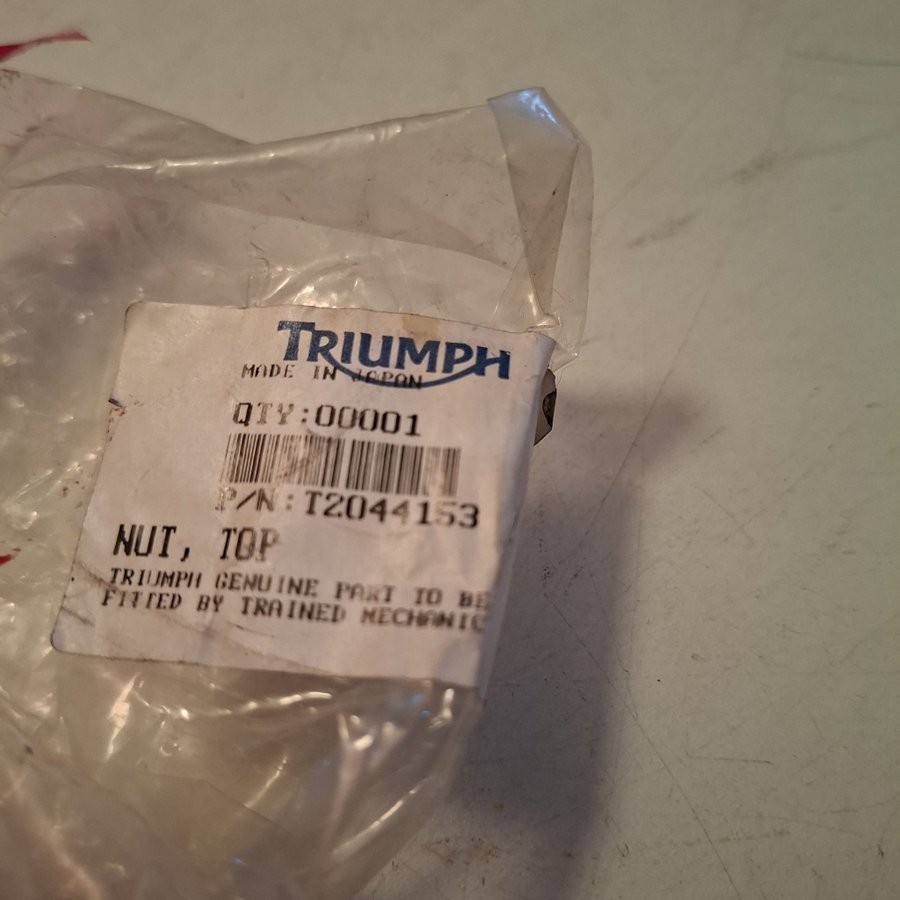 TRIUMPH
MADE IN JAPAN
QTY:00001
P/N:T2044153
NUT, TOP
TRIUMPH GENUINE PART TO BE
FITTED BY TRAINED MECHANIC